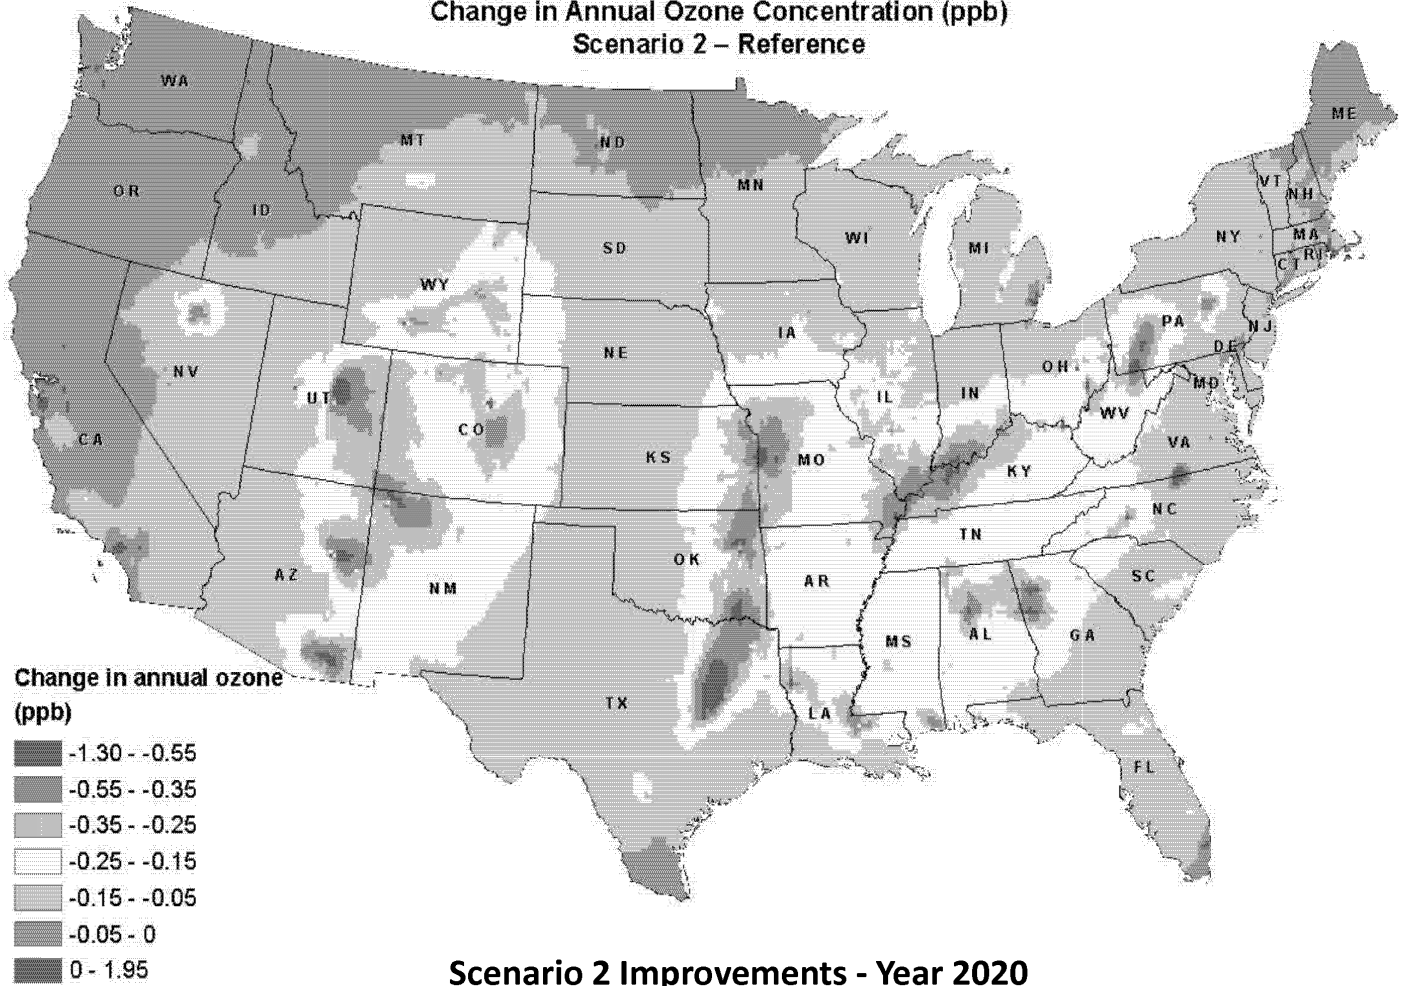 Change in Annual Ozone Concentration (ppb)
Scenario 2 – Reference
WA
MT
ND
MN
ME
OR
ID
VT
NH
SD
WI
MI
NY
MA
WY
CT
RI
IA
PA
NJ
NE
DE
NV
OH
MD
UT
IL
IN
WV
CO
CA
KS
MO
VA
KY
NC
TN
OK
AZ
NM
AR
SC
MS
AL
GA
TX
LA
FL
Change in annual ozone
(ppb)
-1.30 - -0.55
-0.55 - -0.35
-0.35 - -0.25
-0.25 - -0.15
-0.15 - -0.05
-0.05 - 0
0 - 1.95
Scenario 2 Improvements - Year 2020